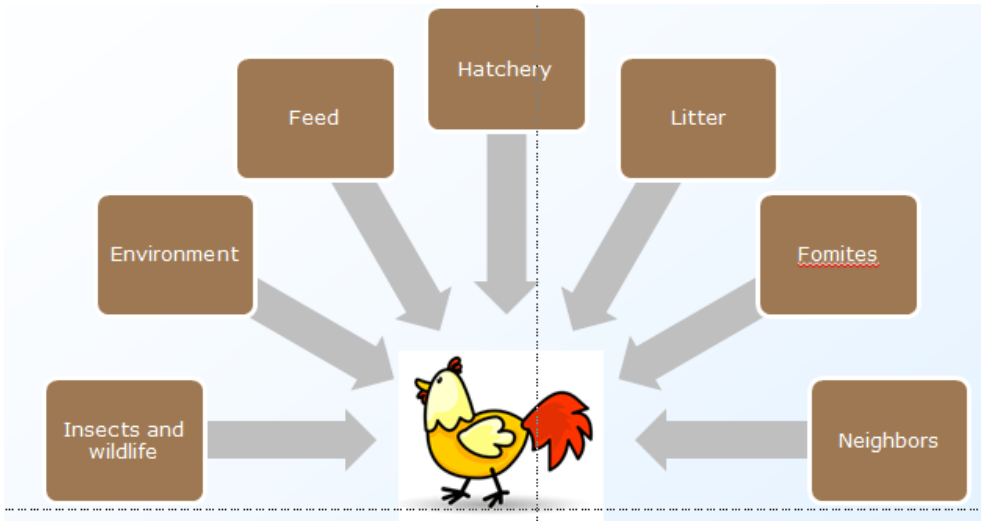 Hatchery
Feed
Litter
Environment
Fomites
Insects and
wildlife
Neighbors